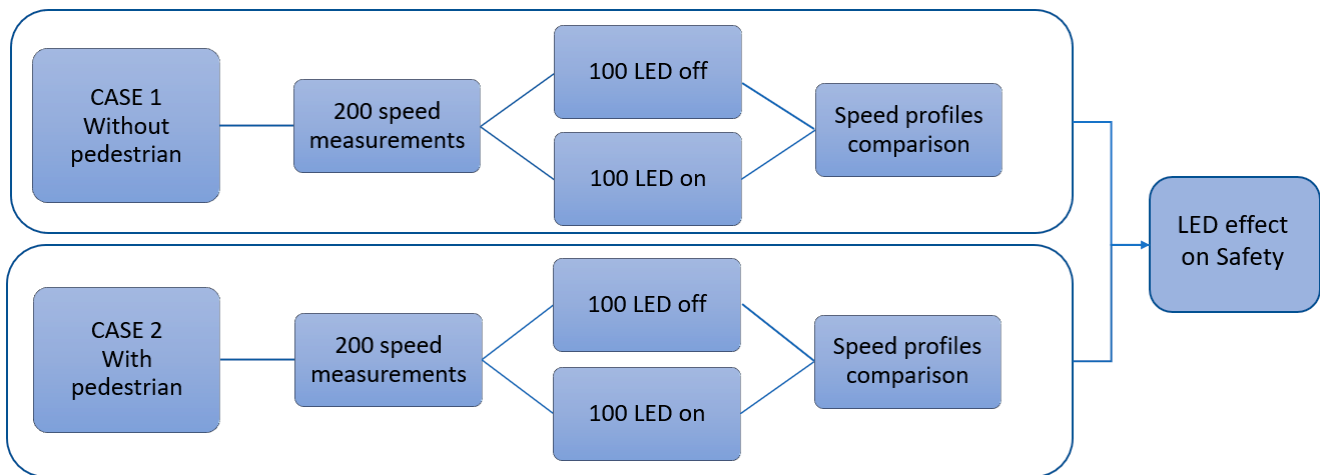 CASE 1
Without
pedestrian
200 speed
measurements
100 LED off
100 LED on
Speed profiles
comparison
CASE 2
With
pedestrian
200 speed
measurements
100 LED off
100 LED on
Speed profiles
comparison
LED effect
on Safety